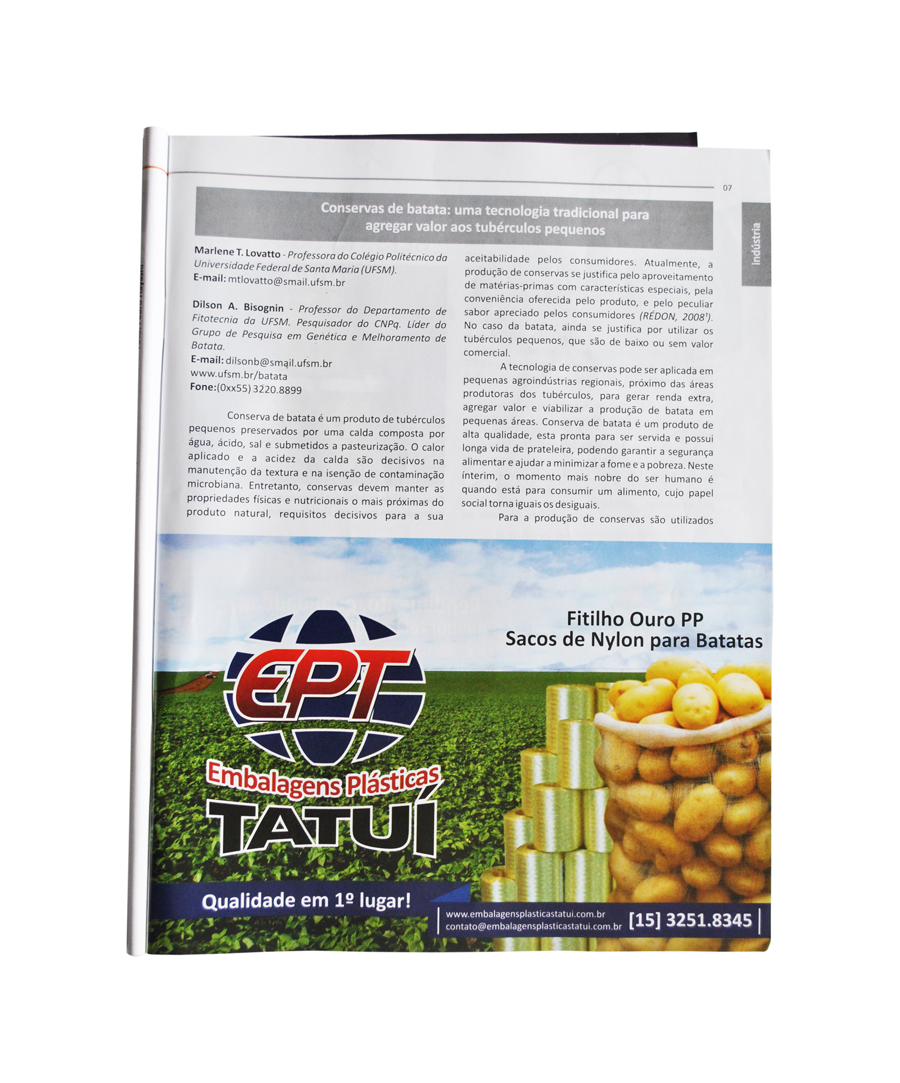 07
indústria
Conservas de batata: uma tecnologia tradicional para
agregar valor aos tubérculos pequenos
Marlene T. Lovatto - Professora do Colégio Politécnico da
Universidade Federal de Santa Maria (UFSM).
E-mail: mtlovatto@smail.ufsm.br
Dilson A. Bisognin - Professor do Departamento de
Fitotecnia da UFSM. Pesquisador do CNPq. Líder do
Grupo de Pesquisa em Genética e Melhoramento de
Batata.
E-mail: dilsonb@smail.ufsm.br
www.ufsm.br/batata
Fone:(0xx55) 3220.8899
Conserva de batata é um produto de tubérculos
pequenos preservados por uma calda composta por
água, ácido, sal e submetidos a pasteurização. O calor
aplicado e a acidez da calda são decisivos na
manutenção da textura e na isenção de contaminação
microbiana. Entretanto, conservas devem manter as
propriedades físicas e nutricionais o mais próximas do
produto natural, requisitos decisivos para a sua
aceitabilidade pelos consumidores. Atualmente, a
produção de conservas se justifica pelo aproveitamento
de matérias-primas com características especiais, pela
conveniência oferecida pelo produto, e pelo peculiar
sabor apreciado pelos consumidores (RÉDON, 2008¹).
No caso da batata, ainda se justifica por utilizar os
tubérculos pequenos, que são de baixo ou sem valor
comercial.
A tecnologia de conservas pode ser aplicada em
pequenas agroindústrias regionais, próximo das áreas
produtoras dos tubérculos, para gerar renda extra,
agregar valor e viabilizar a produção de batata em
pequenas áreas. Conserva de batata é um produto de
alta qualidade, esta pronta para ser servida e possui
longa vida de prateleira, podendo garantir a segurança
alimentar e ajudar a minimizar a fome e a pobreza. Neste
ínterim, o momento mais nobre do ser humano é
quando está para consumir um alimento, cujo papel
social torna iguais os desiguais.
Para a produção de conservas são utilizados
Fitilho Ouro PP
Sacos de Nylon para Batatas
EPT
Embalagens Plásticas
TATUÍ
Qualidade em 1º lugar!
www.embalagensplasticastatui.com.br
contato@embalagensplasticastatui.com.br
[15] 3251.8345